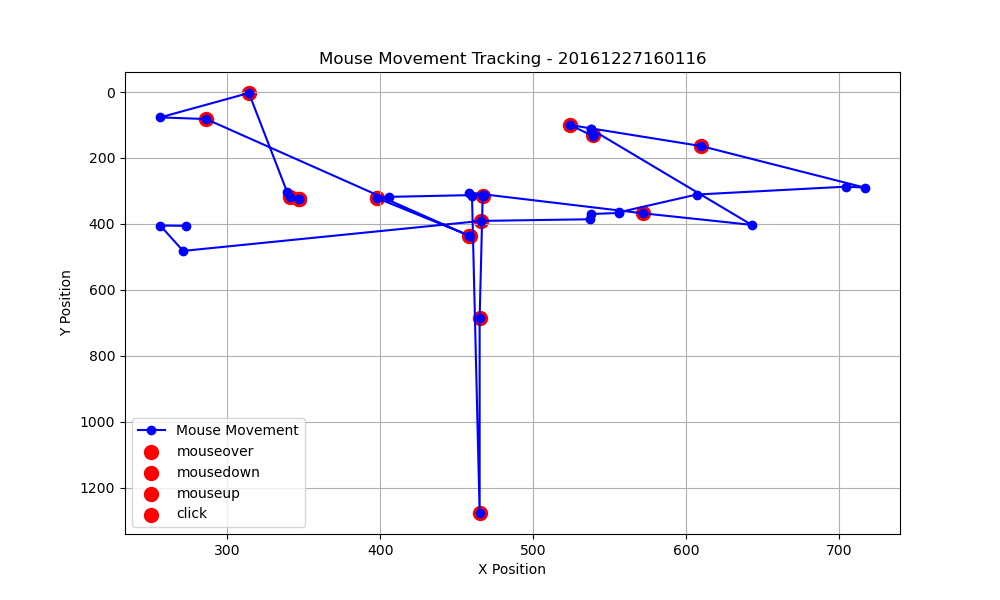 Mouse Movement Tracking - 20161227160116
0
200
400
600
800
1000
1200
Y Position
Mouse Movement
mouseover
mousedown
mouseup
click
300 400 500 600 700
X Position